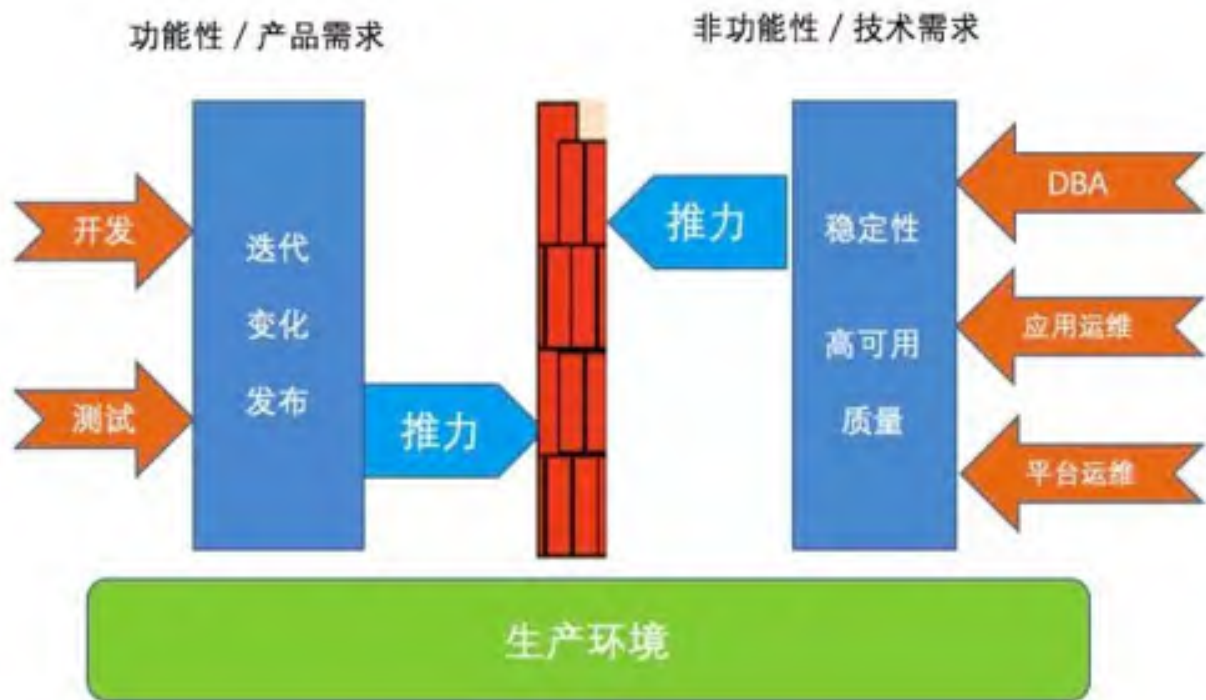 功能性 / 产品需求
非功能性 / 技术需求
开发
测试
迭代
变化
发布
推力
推力
稳定性
高可用
质量
DBA
应用运维
平台运维
生产环境